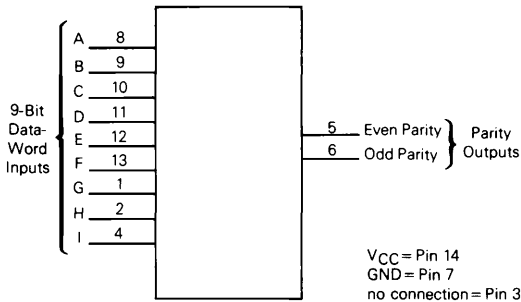 A 8
B 9
C 10
D 11
E 12
F 13
G 1
H 2
I 4
9-Bit
Data-
Word
Inputs
5 Even Parity
6 Odd Parity
Parity
Outputs
VCC = Pin 14
GND = Pin 7
no connection = Pin 3